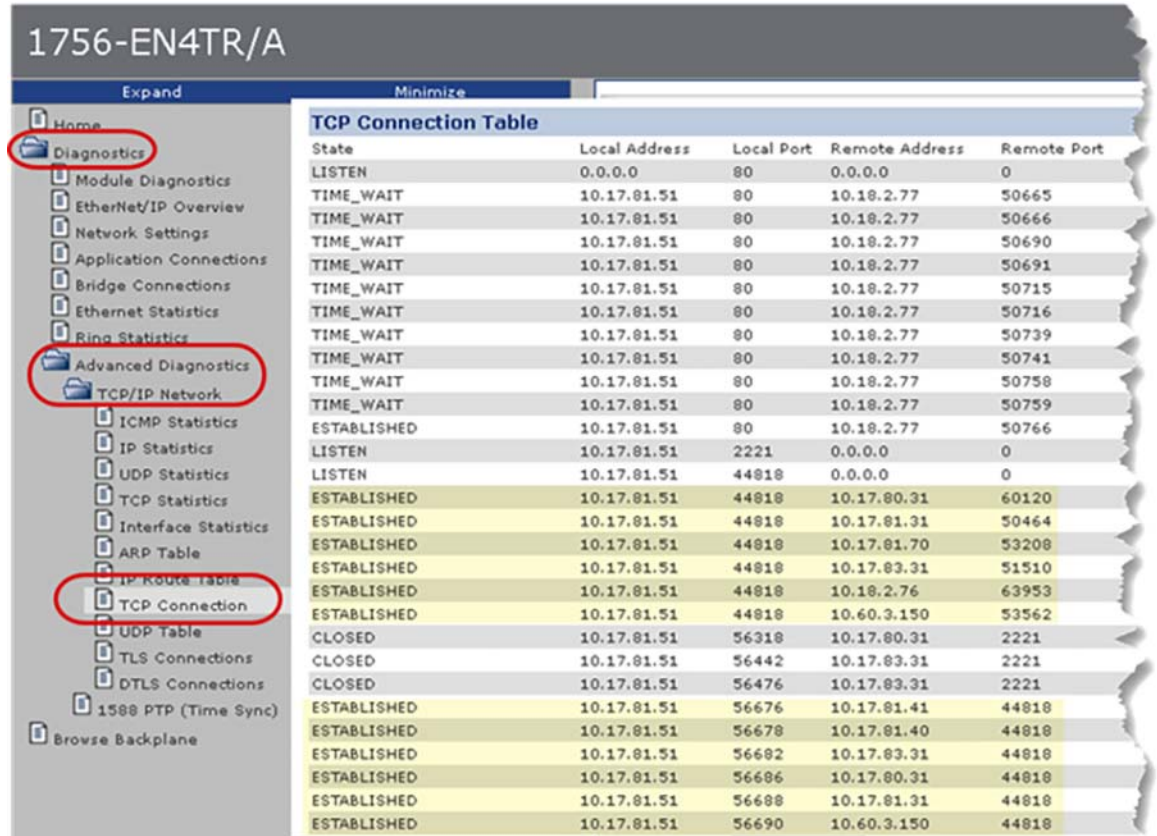 1756-EN4TR/A
Expand Minimize
Home
Diagnostics
Module Diagnostics
EtherNet/IP Overview
Network Settings
Application Connections
Bridge Connections
Ethernet Statistics
Ring Statistics
Advanced Diagnostics
TCP/IP Network
ICMP Statistics
IP Statistics
UDP Statistics
TCP Statistics
Interface Statistics
ARP Table
IP Route Table
TCP Connection
UDP Table
TLS Connections
DTLS Connections
1588 PTP (Time Sync)
Browse Backplane
TCP Connection Table
State Local Address Local Port Remote Address Remote Port
LISTEN 0.0.0.0 80 0.0.0.0 0
TIME_WAIT 10.17.81.51 80 10.18.2.77 50665
TIME_WAIT 10.17.81.51 80 10.18.2.77 50666
TIME_WAIT 10.17.81.51 80 10.18.2.77 50690
TIME_WAIT 10.17.81.51 80 10.18.2.77 50691
TIME_WAIT 10.17.81.51 80 10.18.2.77 50715
TIME_WAIT 10.17.81.51 80 10.18.2.77 50716
TIME_WAIT 10.17.81.51 80 10.18.2.77 50739
TIME_WAIT 10.17.81.51 80 10.18.2.77 50741
TIME_WAIT 10.17.81.51 80 10.18.2.77 50758
TIME_WAIT 10.17.81.51 80 10.18.2.77 50759
ESTABLISHED 10.17.81.51 80 10.18.2.77 50766
LISTEN 10.17.81.51 2221 0.0.0.0 0
LISTEN 10.17.81.51 44818 0.0.0.0 0
ESTABLISHED 10.17.81.51 44818 10.17.80.31 60120
ESTABLISHED 10.17.81.51 44818 10.17.81.31 50464
ESTABLISHED 10.17.81.51 44818 10.17.81.70 53208
ESTABLISHED 10.17.81.51 44818 10.17.83.31 51510
ESTABLISHED 10.17.81.51 44818 10.18.2.76 63953
ESTABLISHED 10.17.81.51 44818 10.60.3.150 53562
CLOSED 10.17.81.51 56318 10.17.80.31 2221
CLOSED 10.17.81.51 56442 10.17.83.31 2221
CLOSED 10.17.81.51 56476 10.17.83.31 2221
ESTABLISHED 10.17.81.51 56676 10.17.81.41 44818
ESTABLISHED 10.17.81.51 56678 10.17.81.40 44818
ESTABLISHED 10.17.81.51 56682 10.17.83.31 44818
ESTABLISHED 10.17.81.51 56686 10.17.80.31 44818
ESTABLISHED 10.17.81.51 56688 10.17.81.31 44818
ESTABLISHED 10.17.81.51 56690 10.60.3.150 44818